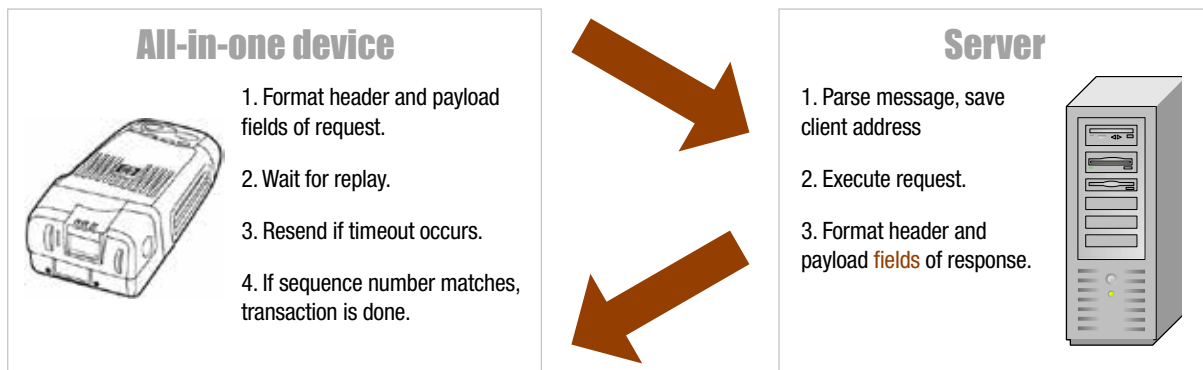 All-in-one device
1. Format header and payload
fields of request.
2. Wait for replay.
3. Resend if timeout occurs.
4. If sequence number matches,
transaction is done.
Server
1. Parse message, save
client address
2. Execute request.
3. Format header and
payload fields of response.